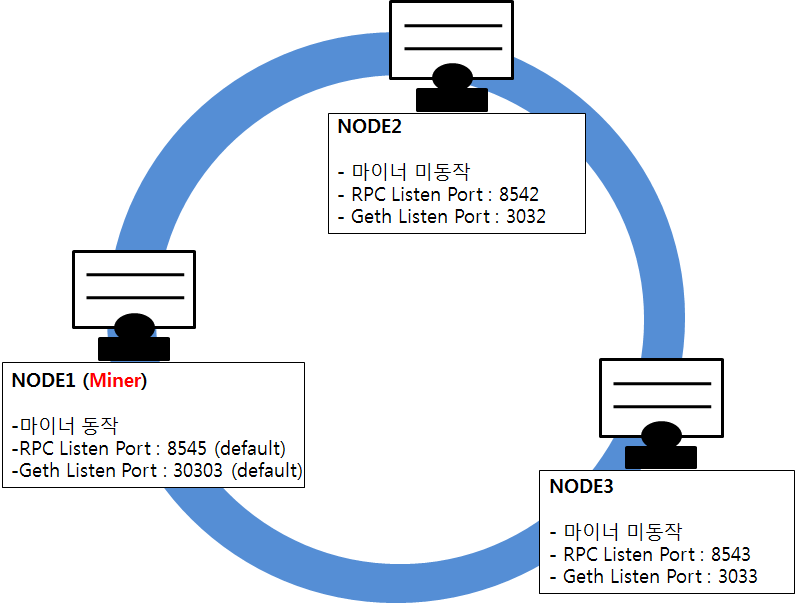 NODE2
- 마이너 미동작
- RPC Listen Port : 8542
- Geth Listen Port : 3032
NODE1 (Miner)
-마이너 동작
-RPC Listen Port : 8545 (default)
-Geth Listen Port : 30303 (default)
NODE3
- 마이너 미동작
- RPC Listen Port : 8543
- Geth Listen Port : 3033